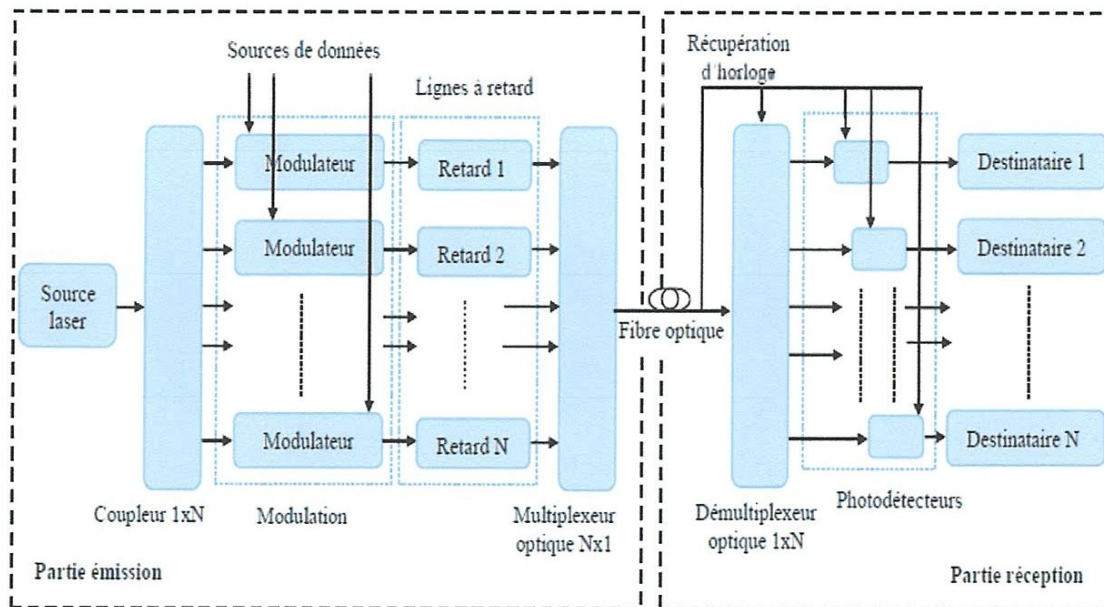 Sources de données
Lignes à retard
Source
laser
Modulateur
Modulateur
Modulateur
Retard 1
Retard 2
Retard N
Coupleur 1xN
Modulation
Multiplexeur
optique Nx1
Partie émission
Fibre optique
Récupération
d'horloge
Destinataire 1
Destinataire 2
Destinataire N
Démultiplexeur
optique 1xN
Photodétecteurs
Partie réception